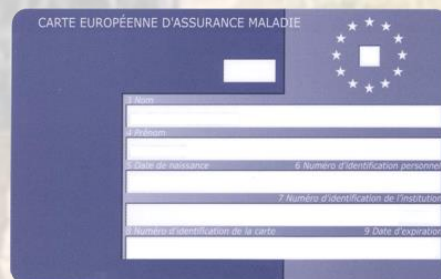 CARTE EUROPÉENNE D'ASSURANCE MALADIE
3 Nom
4 Prénom
5 Date de naissance 6 Numéro d'identification personnel
7 Numéro d'identification de l'institution
8 Numéro d'identification de la carte 9 Date d'expiration